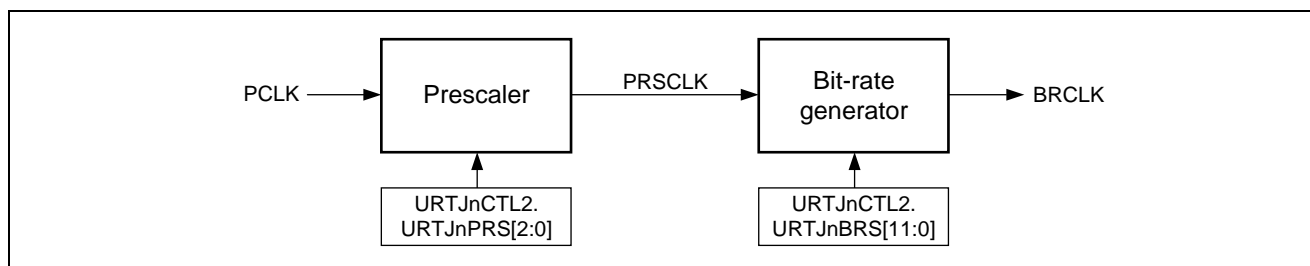 PCLK
Prescaler
PRSCLK
Bit-rate
generator
BRCLK
URTJnCTL2.
URTJnPRS[2:0]
URTJnCTL2.
URTJnBRS[11:0]